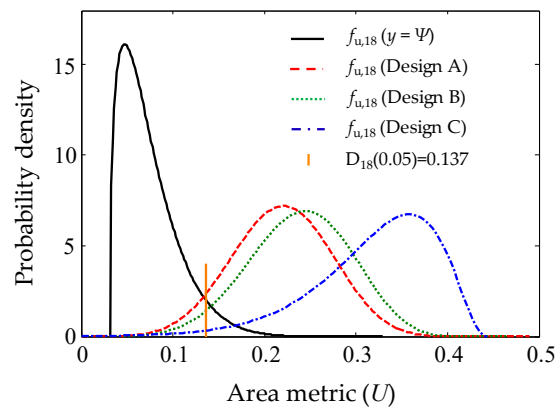 Probability density
15
10
5
0
0
0.1
0.2
0.3
0.4
0.5
Area metric (U)
fu,18 (y = Ψ)
fu,18 (Design A)
fu,18 (Design B)
fu,18 (Design C)
D18(0.05)=0.137